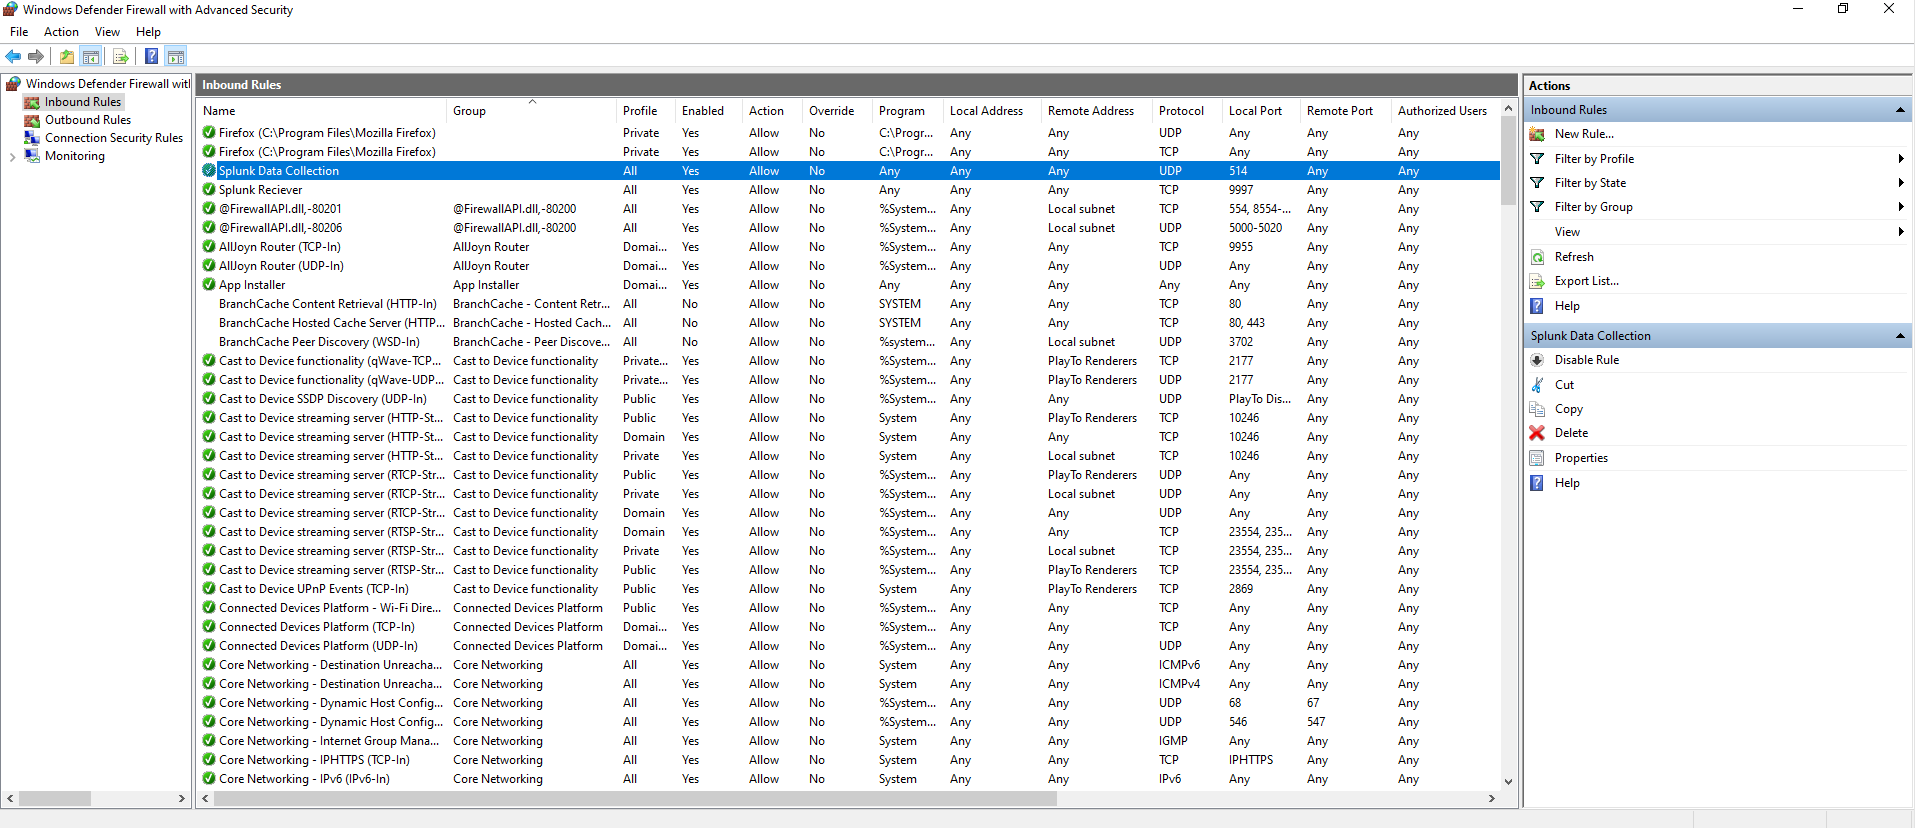 Windows Defender Firewall with Advanced Security
File Action View Help
Windows Defender Firewall witl
Inbound Rules
Outbound Rules
Connection Security Rules
Monitoring
Inbound Rules
Name Group Profile Enabled Action Override Program Local Address Remote Address Protocol Local Port Remote Port Authorized Users
Firefox (C:\Program Files\Mozilla Firefox) Private Yes Allow No C:\Progr... Any Any UDP Any Any Any
Firefox (C:\Program Files\Mozilla Firefox) Private Yes Allow No C:\Progr... Any Any TCP Any Any Any
Splunk Data Collection All Yes Allow No Any Any Any UDP 514 Any Any
Splunk Reciever All Yes Allow No Any Any Any TCP 9997 Any Any
@FirewallAPI.dll,-80201 @FirewallAPI.dll,-80200 All Yes Allow No %System... Any Local subnet TCP 554, 8554-... Any Any
@FirewallAPI.dll,-80206 @FirewallAPI.dll,-80200 All Yes Allow No %System... Any Local subnet UDP 5000-5020 Any Any
AllJoyn Router (TCP-In) AllJoyn Router Domai... Yes Allow No %System... Any Any TCP 9955 Any Any
AllJoyn Router (UDP-In) AllJoyn Router Domai... Yes Allow No %System... Any Any UDP Any Any Any
App Installer App Installer Domai... Yes Allow No Any Any Any Any Any Any Any
BranchCache Content Retrieval (HTTP-In) BranchCache - Content Retr... All No Allow No SYSTEM Any Any TCP 80 Any Any
BranchCache Hosted Cache Server (HTTP... BranchCache - Hosted Cach... All No Allow No SYSTEM Any Any TCP 80, 443 Any Any
BranchCache Peer Discovery (WSD-In) BranchCache - Peer Discove... All No Allow No %system... Any Local subnet UDP 3702 Any Any
Cast to Device functionality (qWave-TCP... Cast to Device functionality Private... Yes Allow No %System... Any PlayTo Renderers TCP 2177 Any Any
Cast to Device functionality (qWave-UDP... Cast to Device functionality Private... Yes Allow No %System... Any PlayTo Renderers UDP 2177 Any Any
Cast to Device SSDP Discovery (UDP-In) Cast to Device functionality Public Yes Allow No %System... Any Any UDP PlayTo Dis... Any Any
Cast to Device streaming server (HTTP-St... Cast to Device functionality Public Yes Allow No System Any PlayTo Renderers TCP 10246 Any Any
Cast to Device streaming server (HTTP-St... Cast to Device functionality Domain Yes Allow No System Any Any TCP 10246 Any Any
Cast to Device streaming server (HTTP-St... Cast to Device functionality Private Yes Allow No System Any Local subnet TCP 10246 Any Any
Cast to Device streaming server (RTCP-Str... Cast to Device functionality Public Yes Allow No %System... Any PlayTo Renderers UDP Any Any Any
Cast to Device streaming server (RTCP-Str... Cast to Device functionality Private Yes Allow No %System... Any Local subnet UDP Any Any Any
Cast to Device streaming server (RTCP-Str... Cast to Device functionality Domain Yes Allow No %System... Any Any UDP Any Any Any
Cast to Device streaming server (RTSP-Str... Cast to Device functionality Domain Yes Allow No %System... Any Any TCP 23554, 235... Any Any
Cast to Device streaming server (RTSP-Str... Cast to Device functionality Private Yes Allow No %System... Any Local subnet TCP 23554, 235... Any Any
Cast to Device streaming server (RTSP-Str... Cast to Device functionality Public Yes Allow No %System... Any PlayTo Renderers TCP 23554, 235... Any Any
Cast to Device UPnP Events (TCP-In) Cast to Device functionality Public Yes Allow No System Any PlayTo Renderers TCP 2869 Any Any
Connected Devices Platform - Wi-Fi Dire... Connected Devices Platform Public Yes Allow No %System... Any Any TCP Any Any Any
Connected Devices Platform (TCP-In) Connected Devices Platform Domai... Yes Allow No %System... Any Any TCP Any Any Any
Connected Devices Platform (UDP-In) Connected Devices Platform Domai... Yes Allow No %System... Any Any UDP Any Any Any
Core Networking - Destination Unreacha... Core Networking All Yes Allow No System Any Any ICMPv6 Any Any Any
Core Networking - Destination Unreacha... Core Networking All Yes Allow No System Any Any ICMPv4 Any Any Any
Core Networking - Dynamic Host Config... Core Networking All Yes Allow No %System... Any Any UDP 68 67 Any
Core Networking - Dynamic Host Config... Core Networking All Yes Allow No %System... Any Any UDP 546 547 Any
Core Networking - Internet Group Mana... Core Networking All Yes Allow No System Any Any IGMP Any Any Any
Core Networking - IPHTTPS (TCP-In) Core Networking All Yes Allow No System Any Any TCP IPHTTPS Any Any
Core Networking - IPv6 (IPv6-In) Core Networking All Yes Allow No System Any Any IPv6 Any Any Any
Actions
Inbound Rules
New Rule...
Filter by Profile
Filter by State
Filter by Group
View
Refresh
Export List...
Help
Splunk Data Collection
Disable Rule
Cut
Copy
Delete
Properties
Help